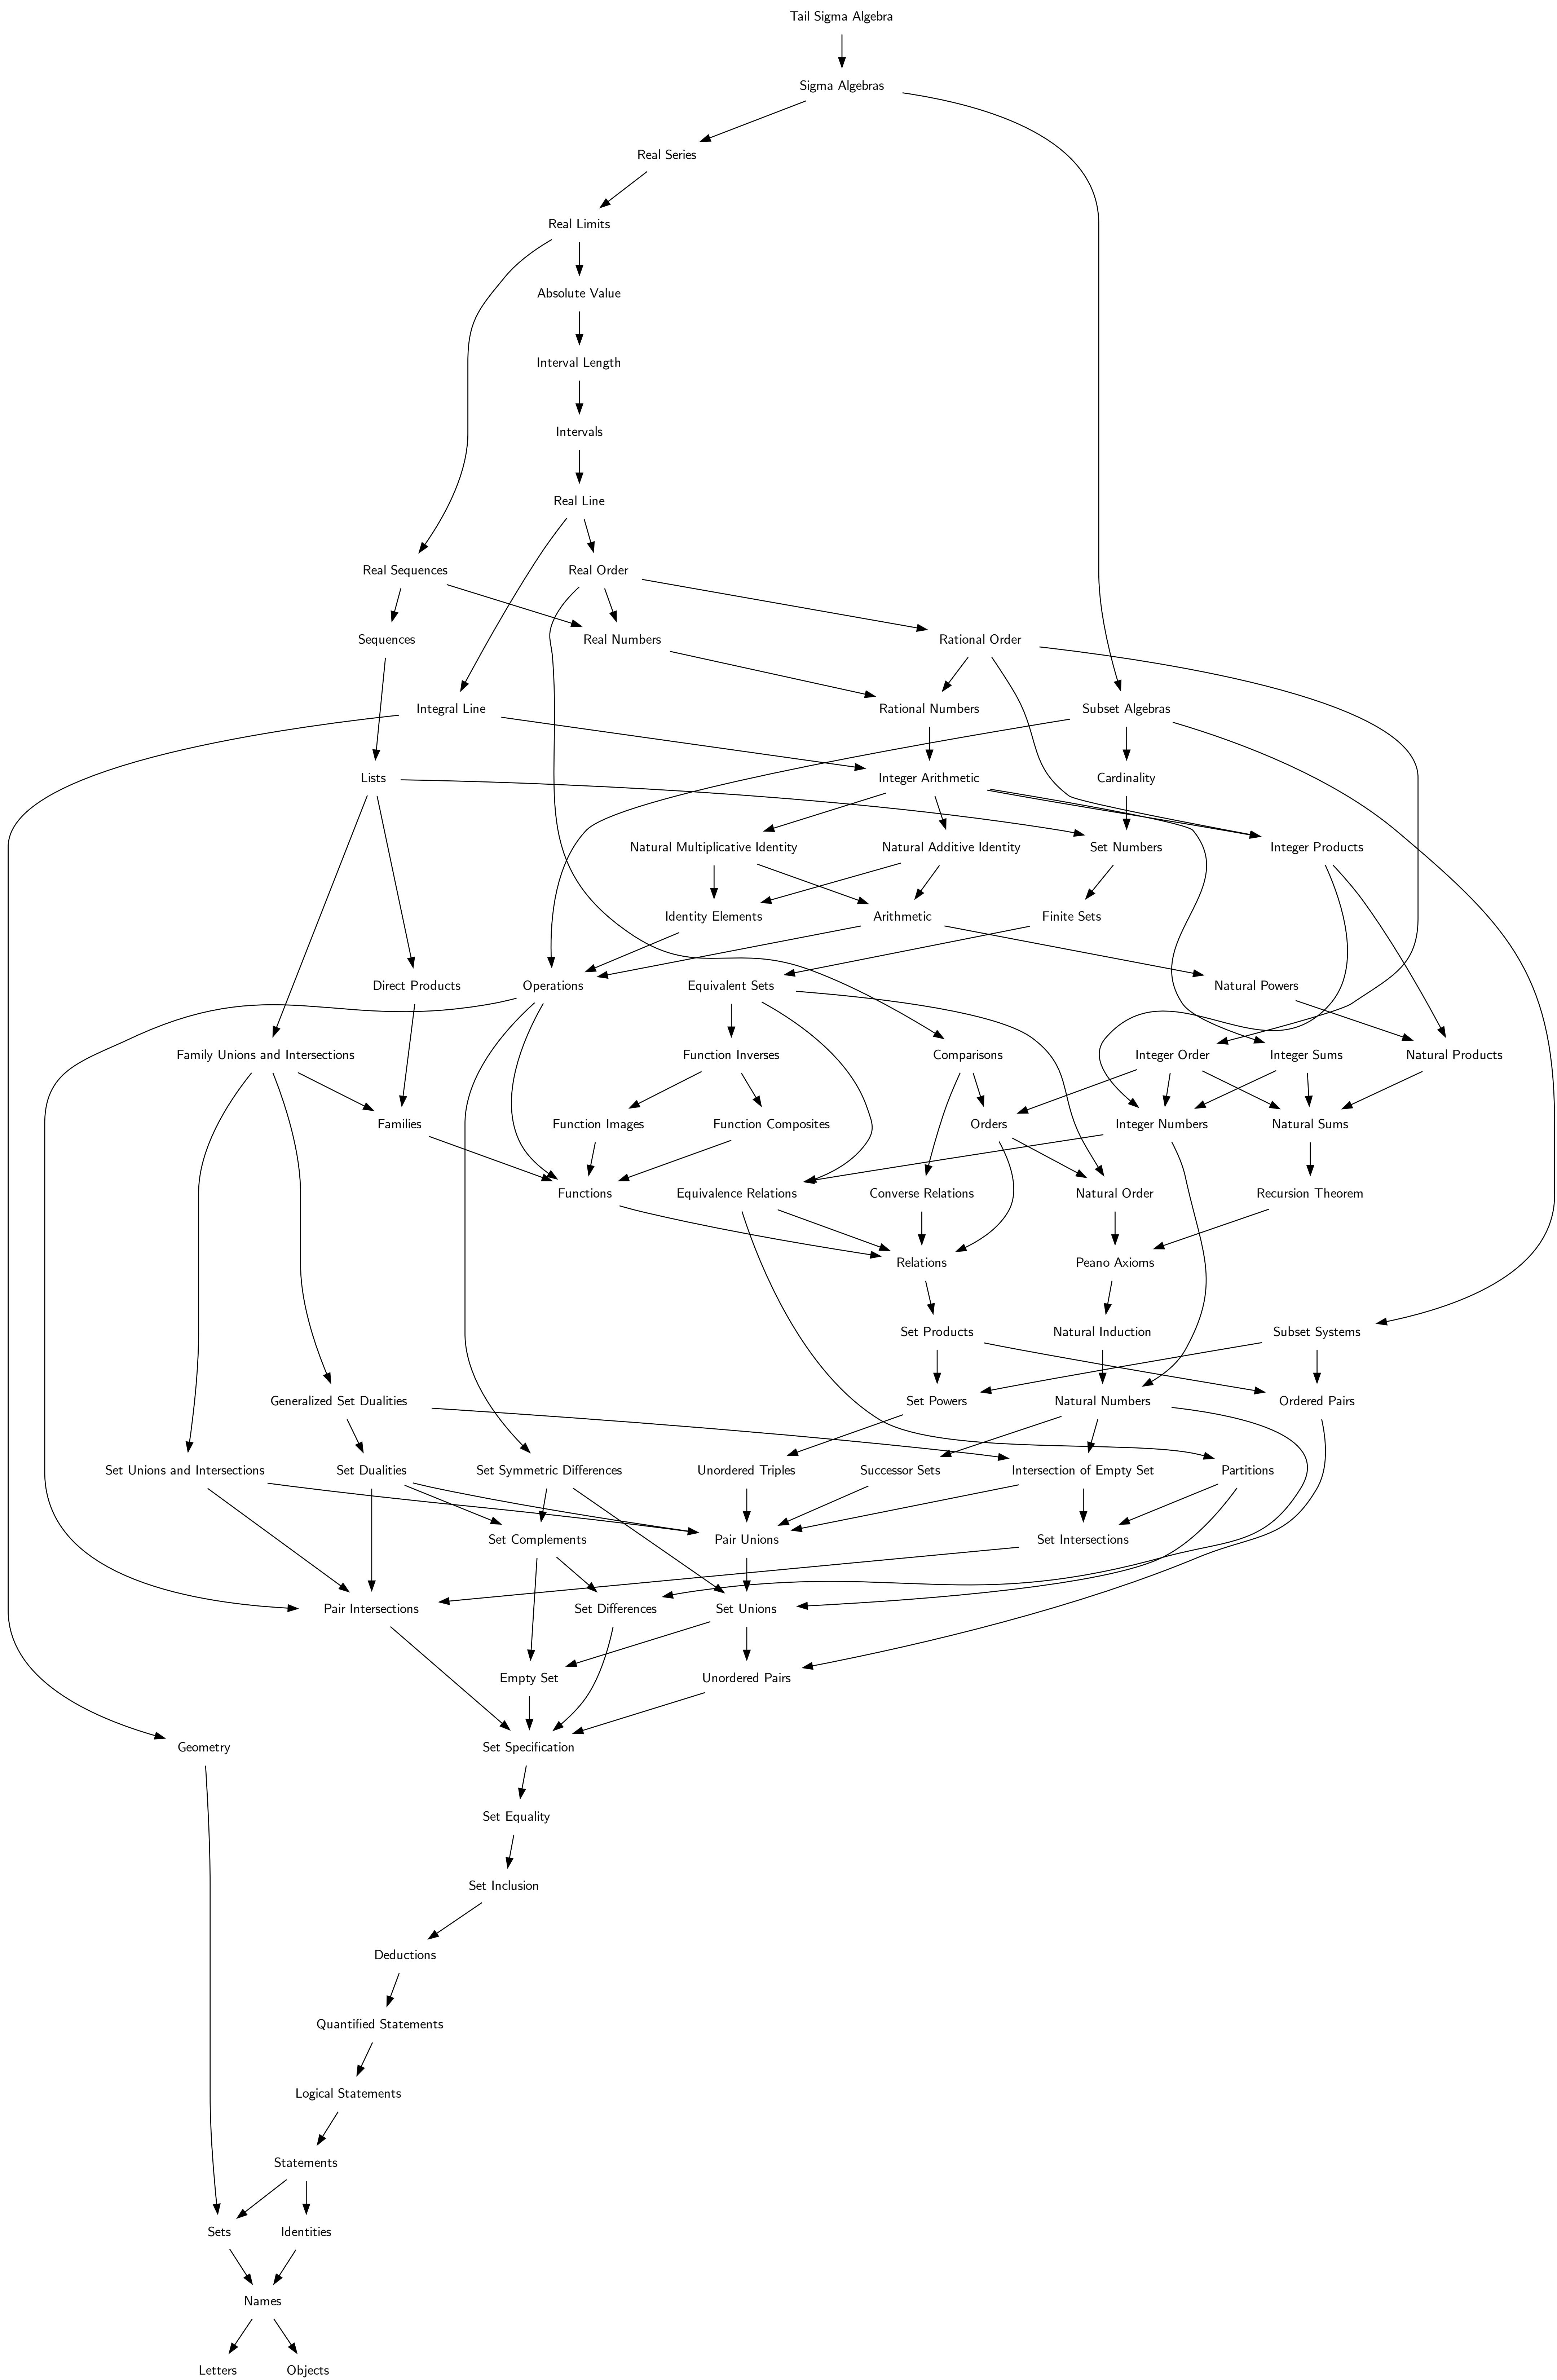 Tail Sigma Algebra
Sigma Algebras
Real Series
Real Limits
Absolute Value
Interval Length
Intervals
Real Line
Real Sequences
Real Order
Sequences
Real Numbers
Rational Order
Integral Line
Rational Numbers
Subset Algebras
Lists
Integer Arithmetic
Cardinality
Natural Multiplicative Identity
Natural Additive Identity
Set Numbers
Integer Products
Identity Elements
Arithmetic
Finite Sets
Direct Products
Operations
Equivalent Sets
Natural Powers
Family Unions and Intersections
Function Inverses
Comparisons
Integer Order
Integer Sums
Natural Products
Families
Function Images
Function Composites
Orders
Integer Numbers
Natural Sums
Functions
Equivalence Relations
Converse Relations
Natural Order
Recursion Theorem
Relations
Peano Axioms
Set Products
Natural Induction
Subset Systems
Generalized Set Dualities
Set Powers
Natural Numbers
Ordered Pairs
Set Unions and Intersections
Set Dualities
Set Symmetric Differences
Unordered Triples
Successor Sets
Intersection of Empty Set
Partitions
Set Complements
Pair Unions
Set Intersections
Pair Intersections
Set Differences
Set Unions
Empty Set
Unordered Pairs
Geometry
Set Specification
Set Equality
Set Inclusion
Deductions
Quantified Statements
Logical Statements
Statements
Sets
Identities
Names
Letters
Objects